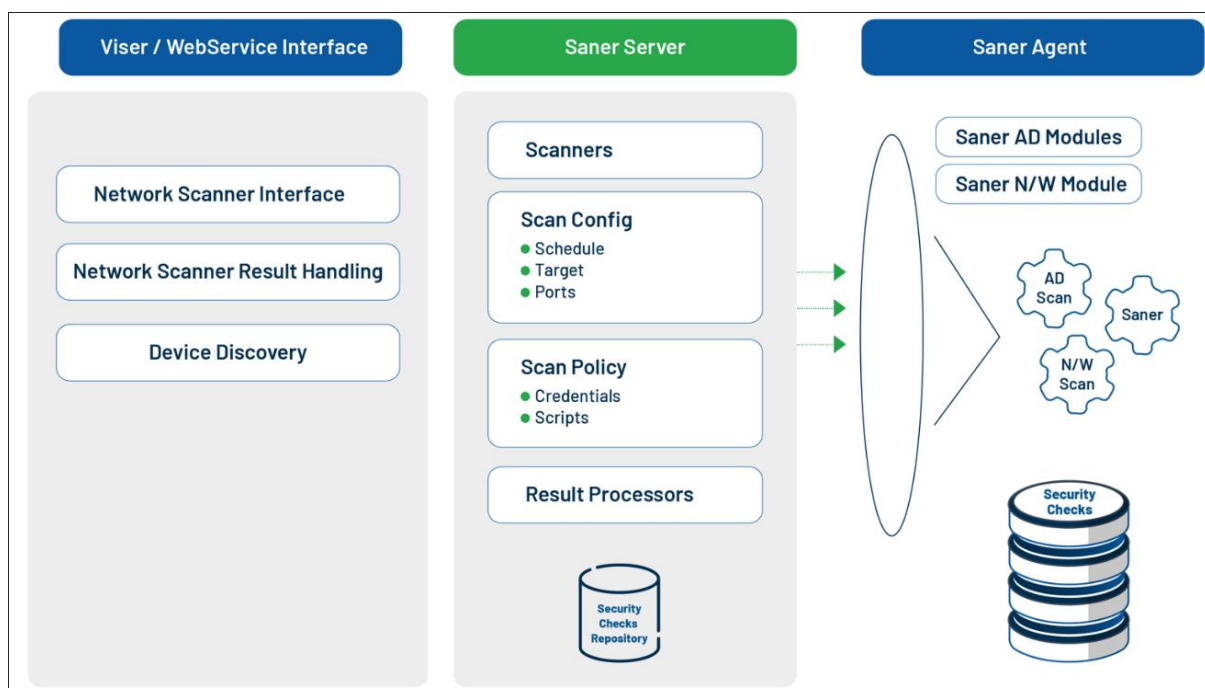 Viser / WebService Interface
Network Scanner Interface
Network Scanner Result Handling
Device Discovery
Saner Server
Scanners
Scan Config
Schedule
Target
Ports
Scan Policy
Credentials
Scripts
Result Processors
Security
Checks
Repository
Saner Agent
Saner AD Modules
Saner N/W Module
AD
Scan
Saner
N/W
Scan
Security
Checks